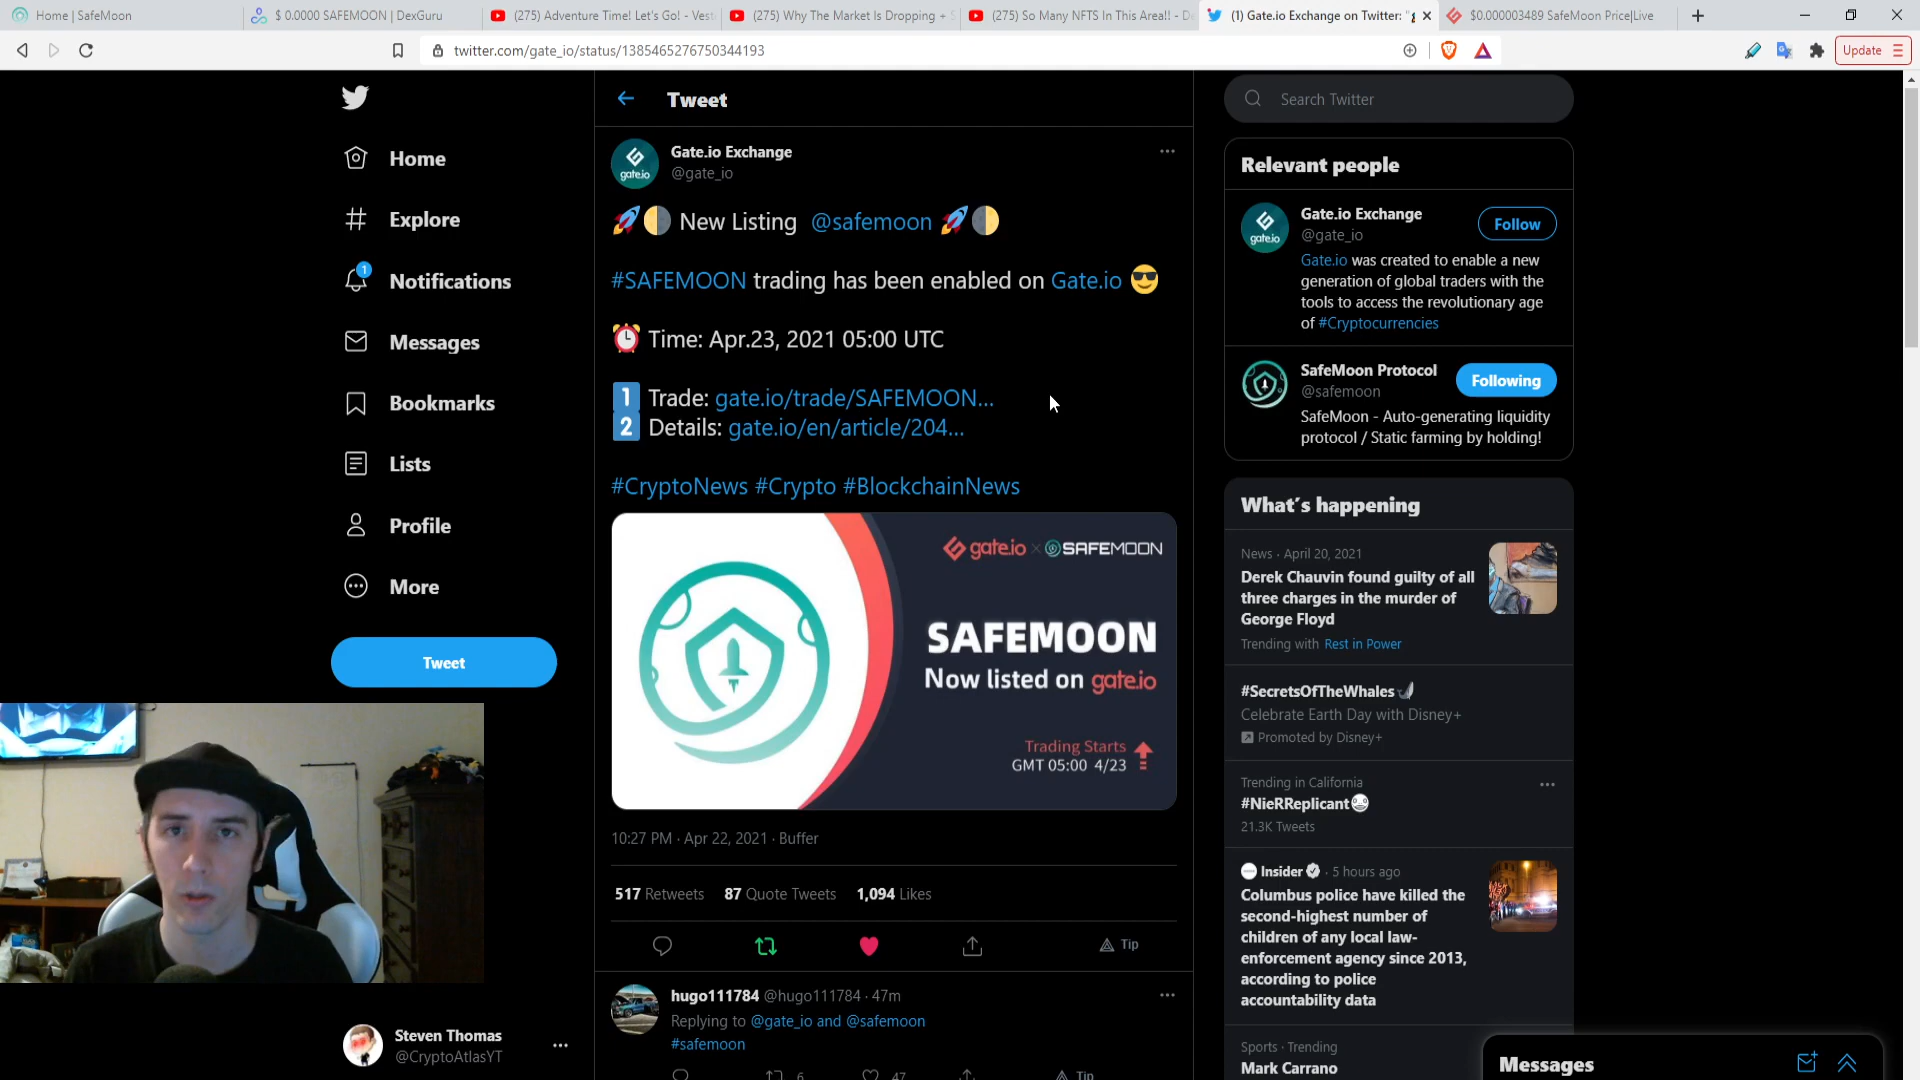 Home | SafeMoon
$ 0.0000 SAFEMOON | DexGuru
(275) Adventure Time! Let's Go! - Vest
(275) Why The Market Is Dropping + S
(275) So Many NFTS In This Area!! - De
(1) Gate.io Exchange on Twitter: "
$0.000003489 SafeMoon Price|Live
twitter.com/gate_io/status/1385465276750344193
Update
Home
Explore
1
Notifications
Messages
Bookmarks
Lists
Profile
More
Tweet
Steven Thomas
@CryptoAtlasYT
Tweet
Gate.io Exchange
@gate_io
🚀🌗 New Listing @safemoon 🚀🌗
#SAFEMOON trading has been enabled on Gate.io 😎
⏰ Time: Apr.23, 2021 05:00 UTC
1️⃣ Trade: gate.io/trade/SAFEMOON...
2️⃣ Details: gate.io/en/article/204...
#CryptoNews #Crypto #BlockchainNews
gate.io × SAFEMOON
SAFEMOON
Now listed on gate.io
Trading Starts
GMT 05:00 4/23
10:27 PM · Apr 22, 2021 · Buffer
517 Retweets 87 Quote Tweets 1,094 Likes
Tip
hugo111784 @hugo111784 · 47m
Replying to @gate_io and @safemoon
#safemoon
6 47 Tip
Search Twitter
Relevant people
gate.io
Gate.io Exchange
@gate_io
Follow
Gate.io was created to enable a new
generation of global traders with the
tools to access the revolutionary age
of #Cryptocurrencies
SafeMoon Protocol
@safemoon
Following
SafeMoon - Auto-generating liquidity
protocol / Static farming by holding!
What's happening
News · April 20, 2021
Derek Chauvin found guilty of all
three charges in the murder of
George Floyd
Trending with Rest in Power
#SecretsOfTheWhales
Celebrate Earth Day with Disney+
Promoted by Disney+
Trending in California
#NieRReplicant
21.3K Tweets
Insider · 5 hours ago
Columbus police have killed the
second-highest number of
children of any local law-
enforcement agency since 2013,
according to police
accountability data
Sports · Trending
Mark Carrano
Messages